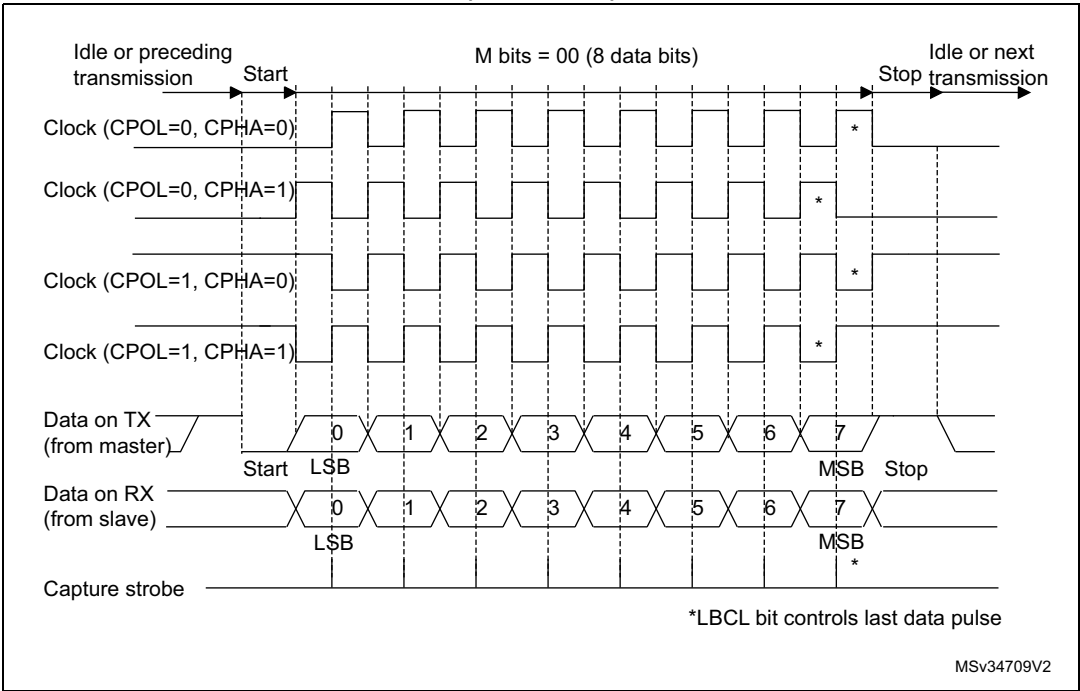 Idle or preceding
transmission
Start
M bits = 00 (8 data bits)
Stop
Idle or next
transmission
Clock (CPOL=0, CPHA=0)
*
Clock (CPOL=0, CPHA=1)
*
Clock (CPOL=1, CPHA=0)
*
Clock (CPOL=1, CPHA=1)
*
Data on TX
(from master)
0 1 2 3 4 5 6 7
Start LSB MSB Stop
Data on RX
(from slave)
0 1 2 3 4 5 6 7
LSB MSB
*
Capture strobe
*LBCL bit controls last data pulse
MSv34709V2